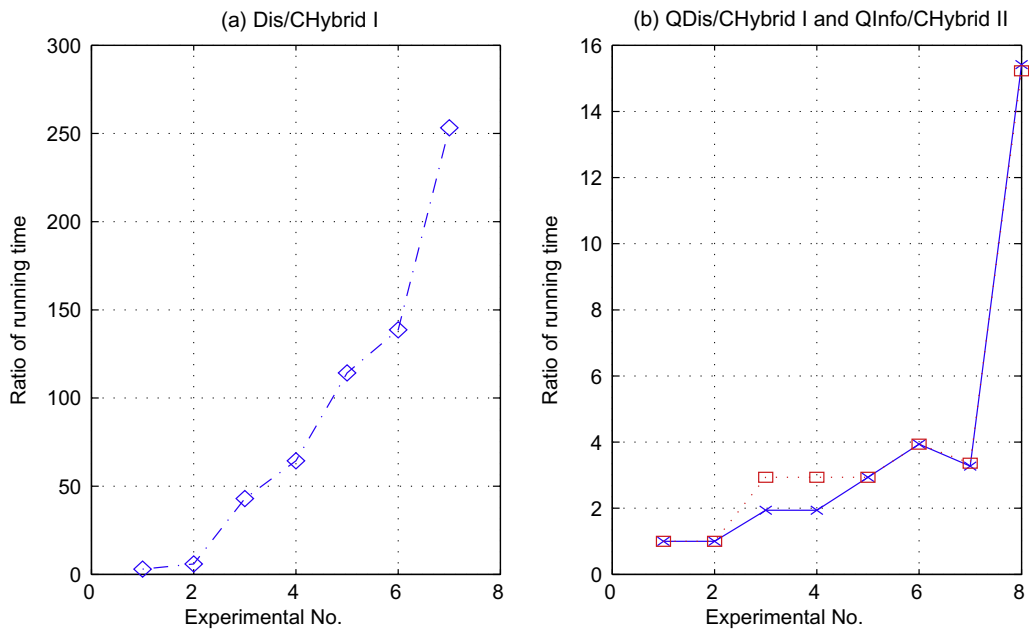 (a) Dis/CHybrid I
300
250
200
150
100
50
0
0 2 4 6 8
Ratio of running time
Experimental No.
(b) QDis/CHybrid I and QInfo/CHybrid II
16
14
12
10
8
6
4
2
0
0 2 4 6 8
Ratio of running time
Experimental No.